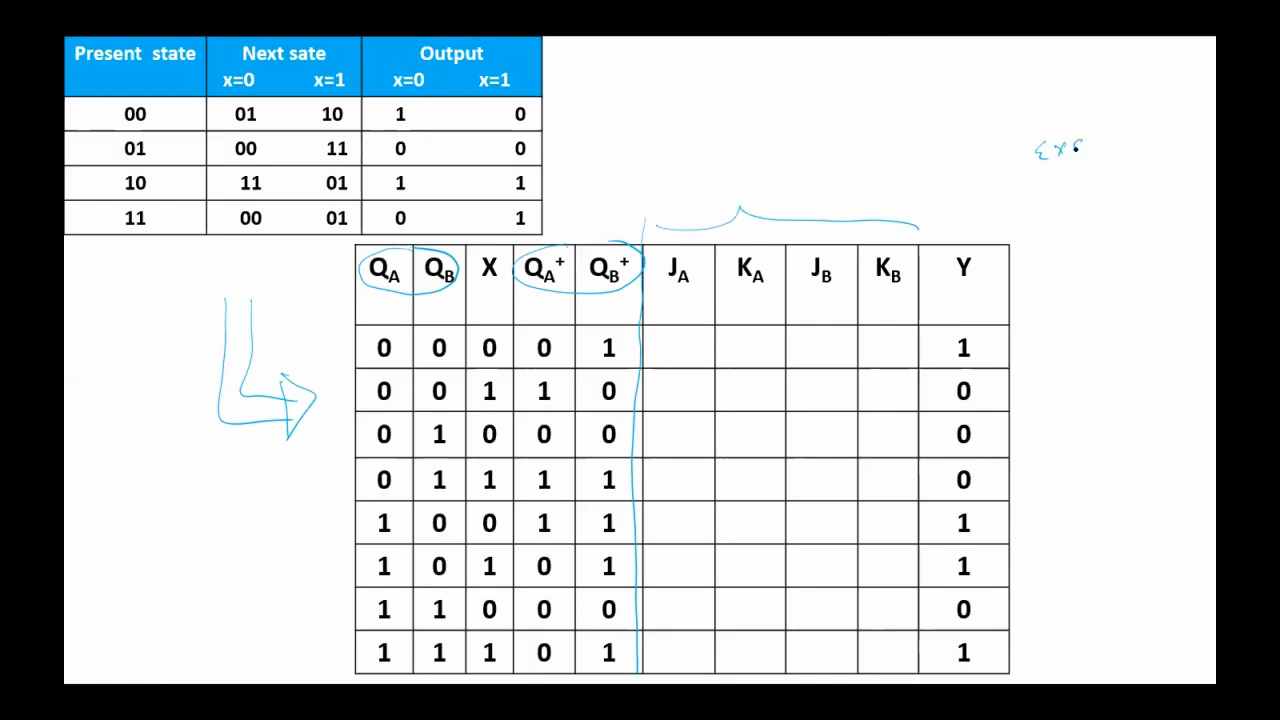 Present state Next sate Output
x=0 x=1 x=0 x=1
00 01 10 1 0
01 00 11 0 0
10 11 01 1 1
11 00 01 0 1
QA QB X QA+ QB+ JA KA JB KB Y
0 0 0 0 1 1
0 0 1 1 0 0
0 1 0 0 0 0
0 1 1 1 1 0
1 0 0 1 1 1
1 0 1 0 1 1
1 1 0 0 0 0
1 1 1 0 1 1